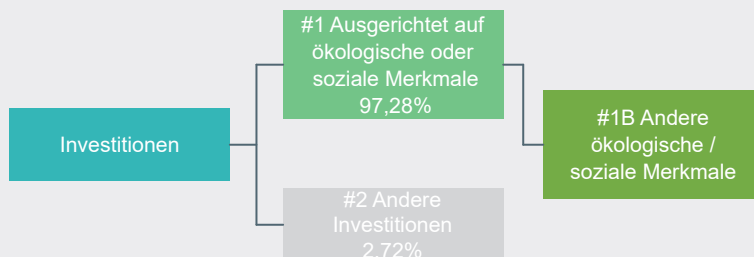 #1 Ausgerichtet auf
ökologische oder
soziale Merkmale
97,28%
Investitionen
#1B Andere
ökologische /
soziale Merkmale
#2 Andere
Investitionen
2,72%